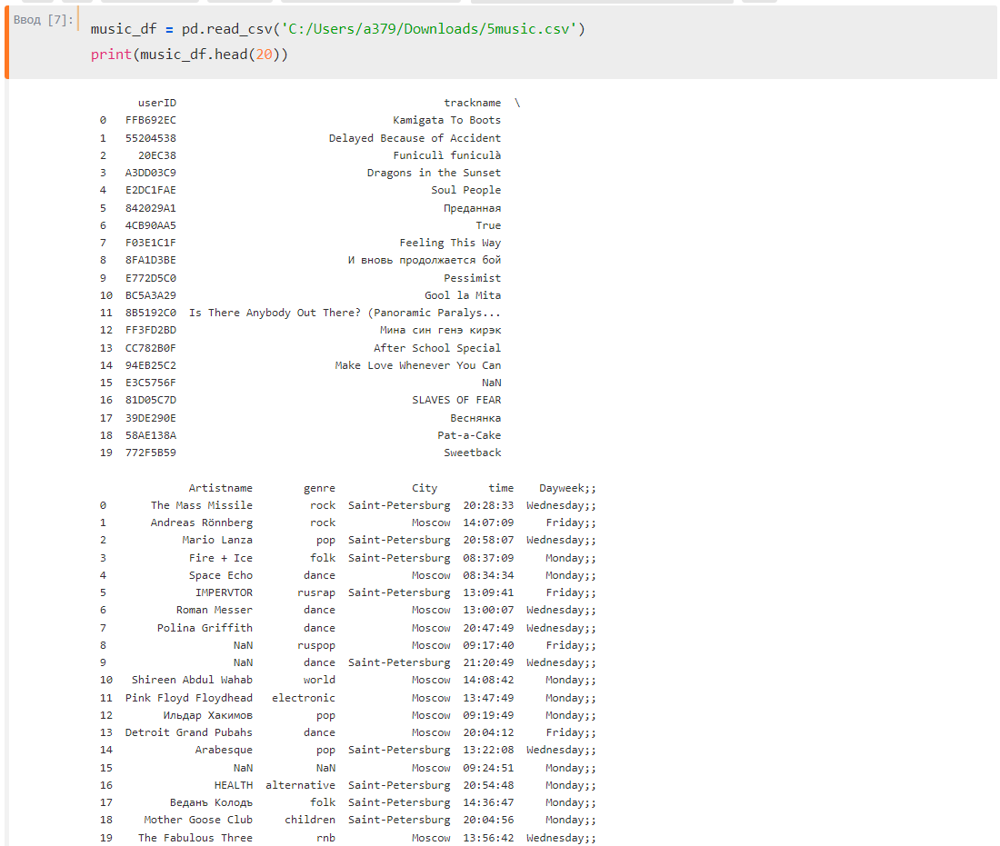 Ввод [7]: music_df = pd.read_csv('C:/Users/a379/Downloads/5music.csv')
print(music_df.head(20))
userID trackname \
0 FFB692EC Kamigata To Boots
1 55204538 Delayed Because of Accident
2 20EC38 Funiculì funiculà
3 A3DD03C9 Dragons in the Sunset
4 E2DC1FAE Soul People
5 842029A1 Преданная
6 4CB90AA5 True
7 F03E1C1F Feeling This Way
8 8FA1D3BE И вновь продолжается бой
9 E772D5C0 Pessimist
10 BC5A3A29 Gool la Mita
11 8B5192C0 Is There Anybody Out There? (Panoramic Paralys...
12 FF3FD2BD Мина син генэ кирэк
13 CC782B0F After School Special
14 94EB25C2 Make Love Whenever You Can
15 E3C5756F NaN
16 81D05C7D SLAVES OF FEAR
17 39DE290E Веснянка
18 58AE138A Pat-a-Cake
19 772F5B59 Sweetback
Artistname genre City time Dayweek;;
0 The Mass Missile rock Saint-Petersburg 20:28:33 Wednesday;;
1 Andreas Rönnberg rock Moscow 14:07:09 Friday;;
2 Mario Lanza pop Saint-Petersburg 20:58:07 Wednesday;;
3 Fire + Ice folk Saint-Petersburg 08:37:09 Monday;;
4 Space Echo dance Moscow 08:34:34 Monday;;
5 IMPERVTOR rusrap Saint-Petersburg 13:09:41 Friday;;
6 Roman Messer dance Moscow 13:00:07 Wednesday;;
7 Polina Griffith dance Moscow 20:47:49 Wednesday;;
8 NaN ruspop Moscow 09:17:40 Friday;;
9 NaN dance Saint-Petersburg 21:20:49 Wednesday;;
10 Shireen Abdul Wahab world Moscow 14:08:42 Monday;;
11 Pink Floyd Floydhead electronic Moscow 13:47:49 Monday;;
12 Ильдар Хакимов pop Moscow 09:19:49 Monday;;
13 Detroit Grand Pubahs dance Moscow 20:04:12 Friday;;
14 Arabesque pop Saint-Petersburg 13:22:08 Wednesday;;
15 NaN NaN Moscow 09:24:51 Monday;;
16 HEALTH alternative Saint-Petersburg 20:54:48 Monday;;
17 Веданъ Колодъ folk Saint-Petersburg 14:36:47 Monday;;
18 Mother Goose Club children Saint-Petersburg 20:04:56 Monday;;
19 The Fabulous Three rnb Moscow 13:56:42 Wednesday;;